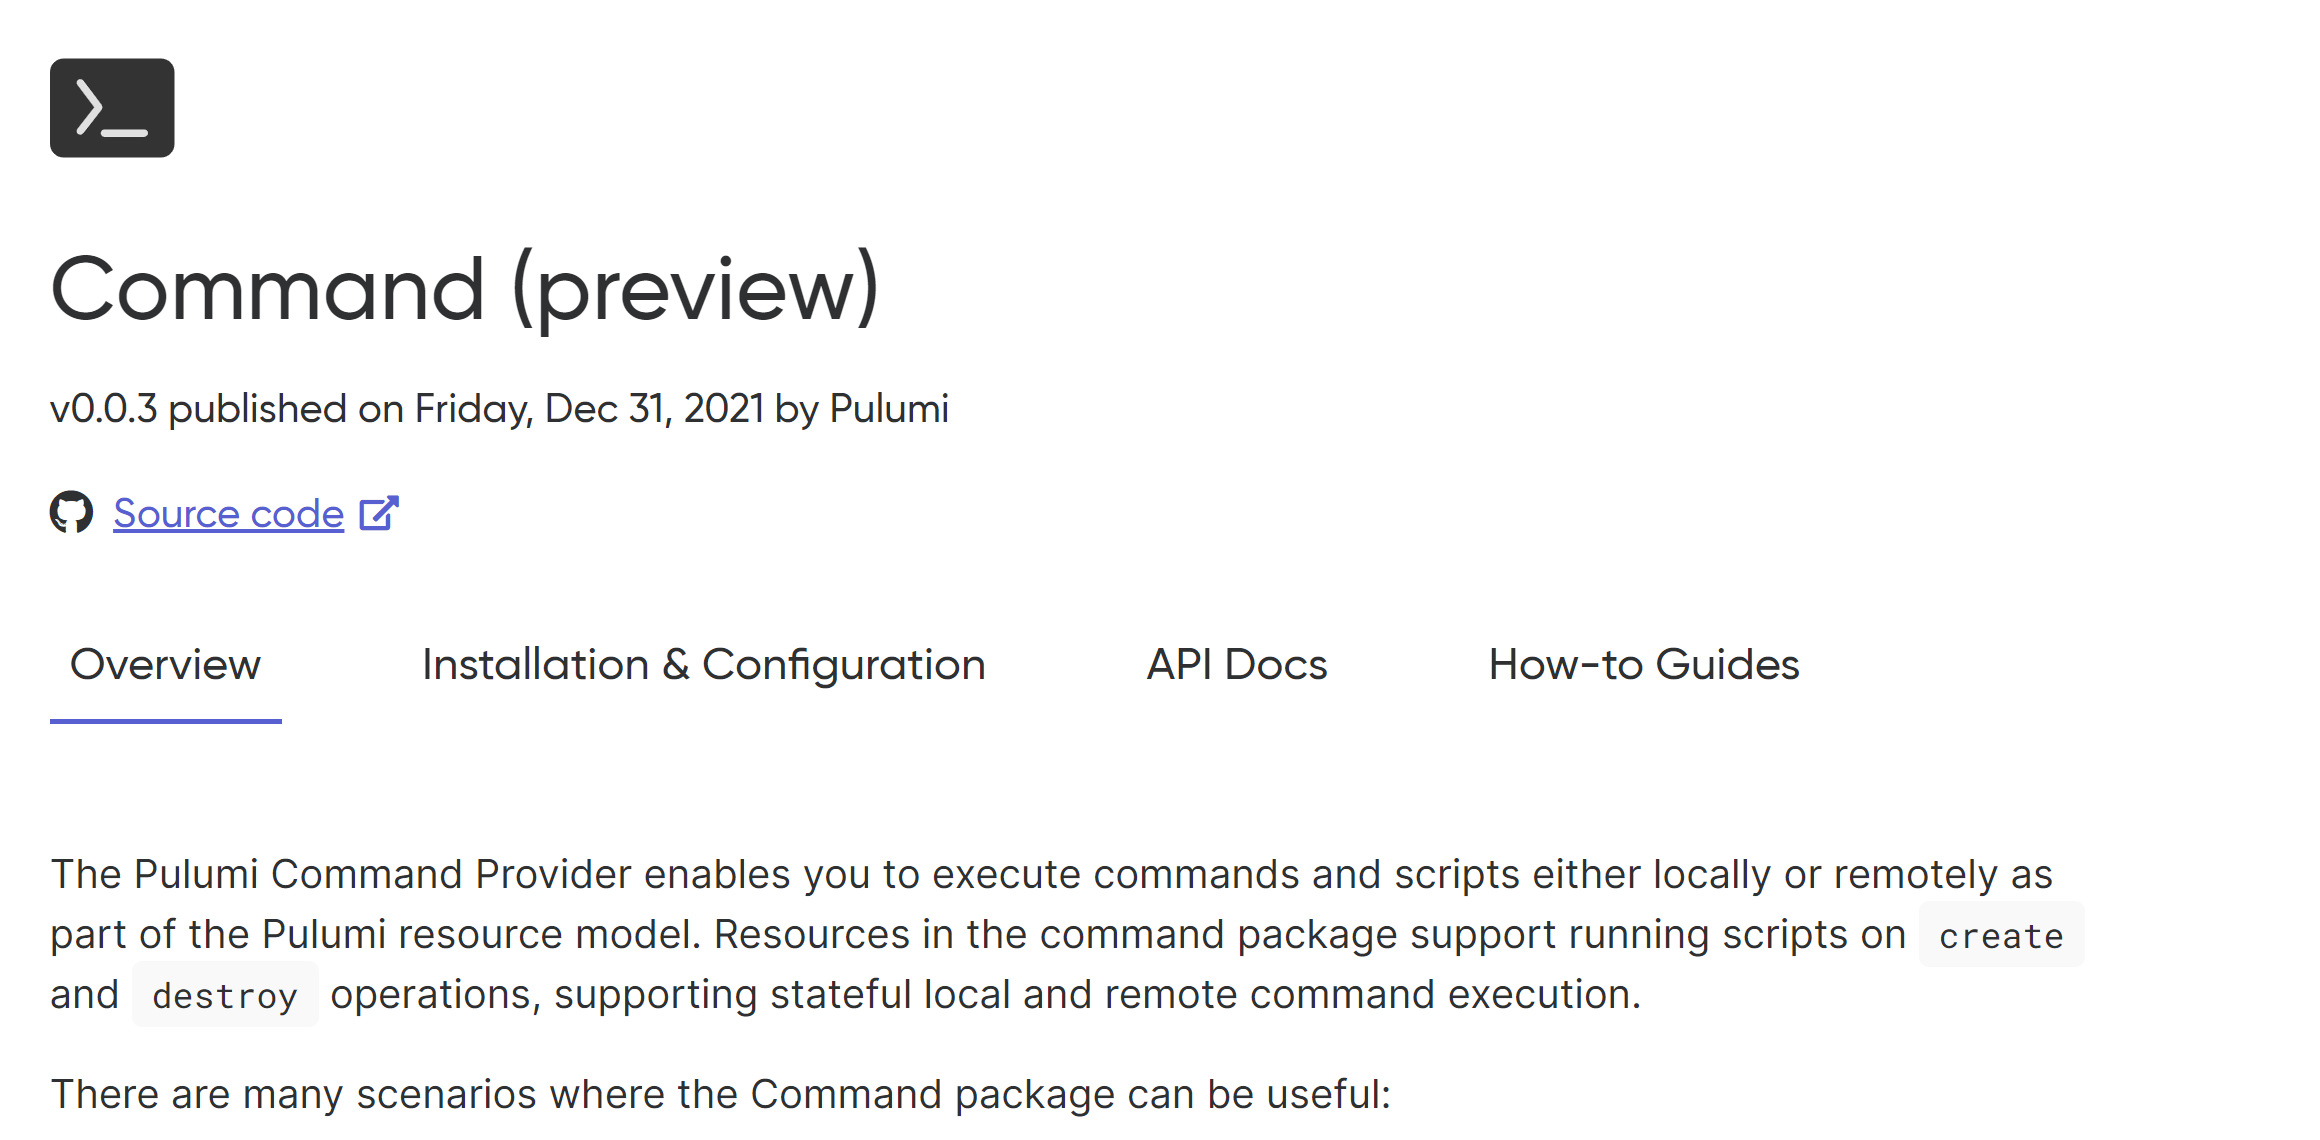 Command (preview)
v0.0.3 published on Friday, Dec 31, 2021 by Pulumi
Source code
Overview
Installation & Configuration
API Docs
How-to Guides
The Pulumi Command Provider enables you to execute commands and scripts either locally or remotely as
part of the Pulumi resource model. Resources in the command package support running scripts on create
and destroy operations, supporting stateful local and remote command execution.
There are many scenarios where the Command package can be useful: